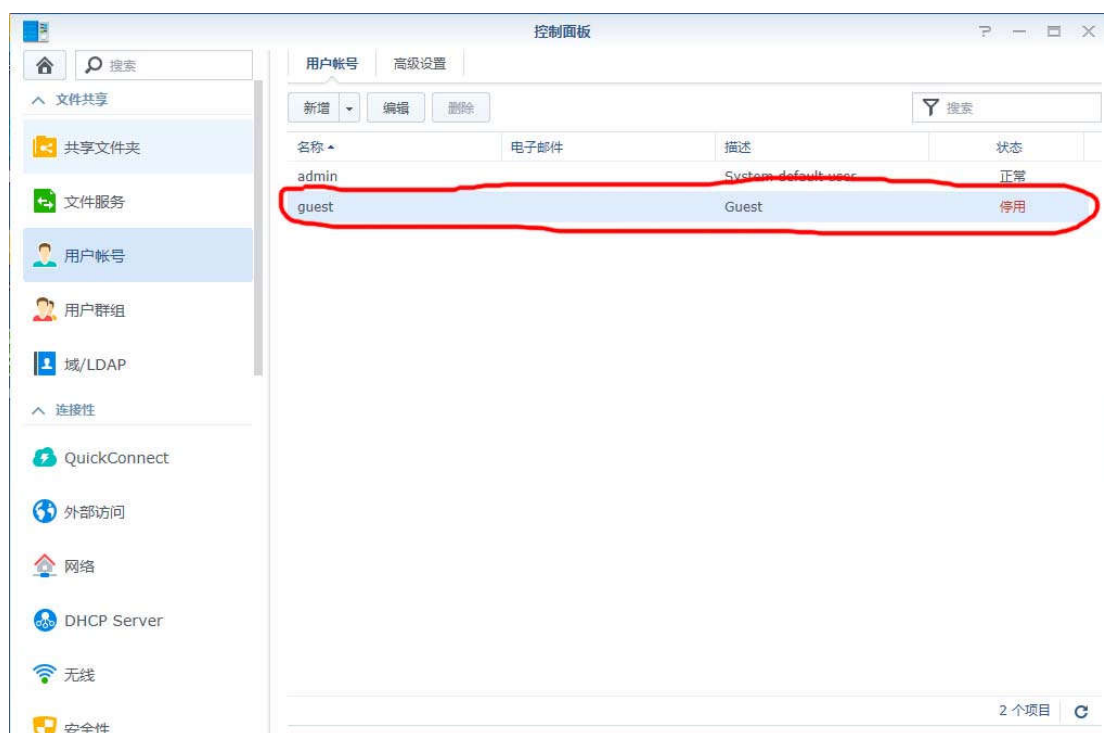 控制面板
搜索
用户帐号 高级设置
文件共享
新增 编辑 删除 搜索
共享文件夹
名称 电子邮件 描述 状态
admin System default user 正常
文件服务
guest Guest 停用
用户帐号
用户群组
域/LDAP
连接性
QuickConnect
外部访问
网络
DHCP Server
无线
2 个项目
安全性